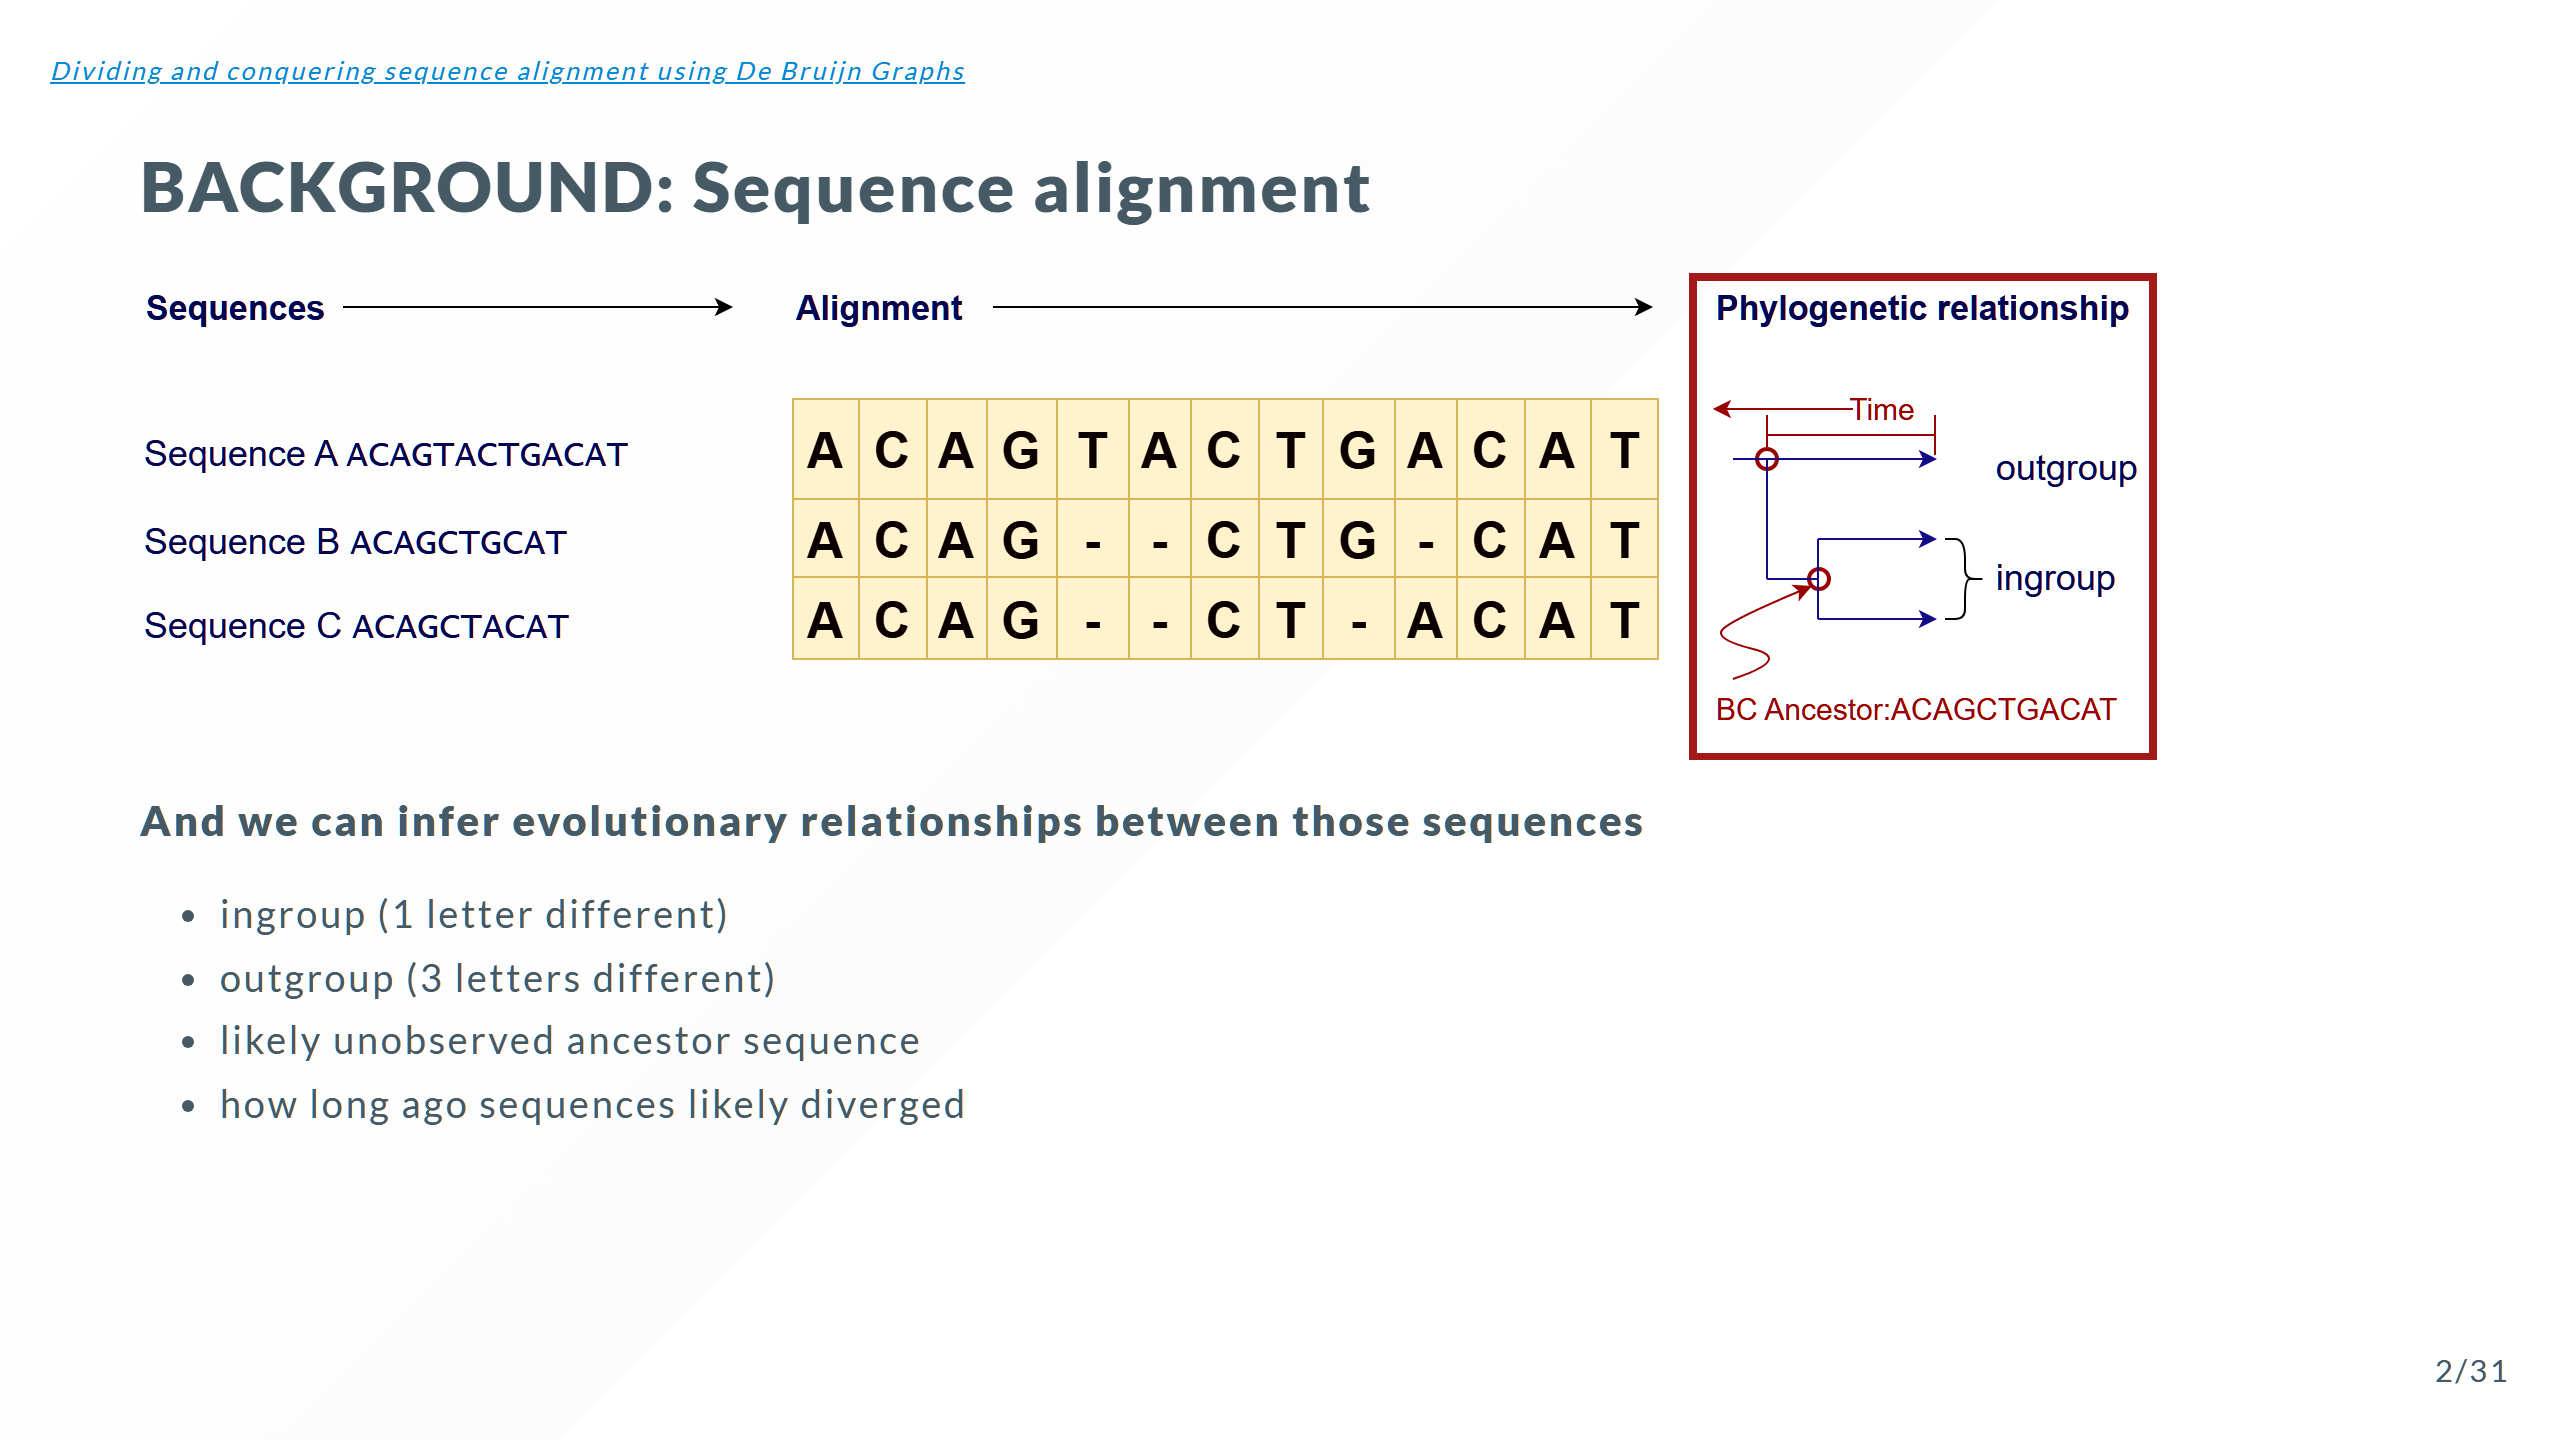 Dividing and conquering sequence alignment using De Bruijn Graphs
BACKGROUND: Sequence alignment
Sequences
Alignment
Phylogenetic relationship
Sequence A ACAGTACTGACAT
Sequence B ACAGCTGCAT
Sequence C ACAGCTACAT
A C A G T A C T G A C A T
A C A G - - C T G - C A T
A C A G - - C T - A C A T
Time
outgroup
ingroup
BC Ancestor:ACAGCTGACAT
And we can infer evolutionary relationships between those sequences
• ingroup (1 letter different)
• outgroup (3 letters different)
• likely unobserved ancestor sequence
• how long ago sequences likely diverged
2/31